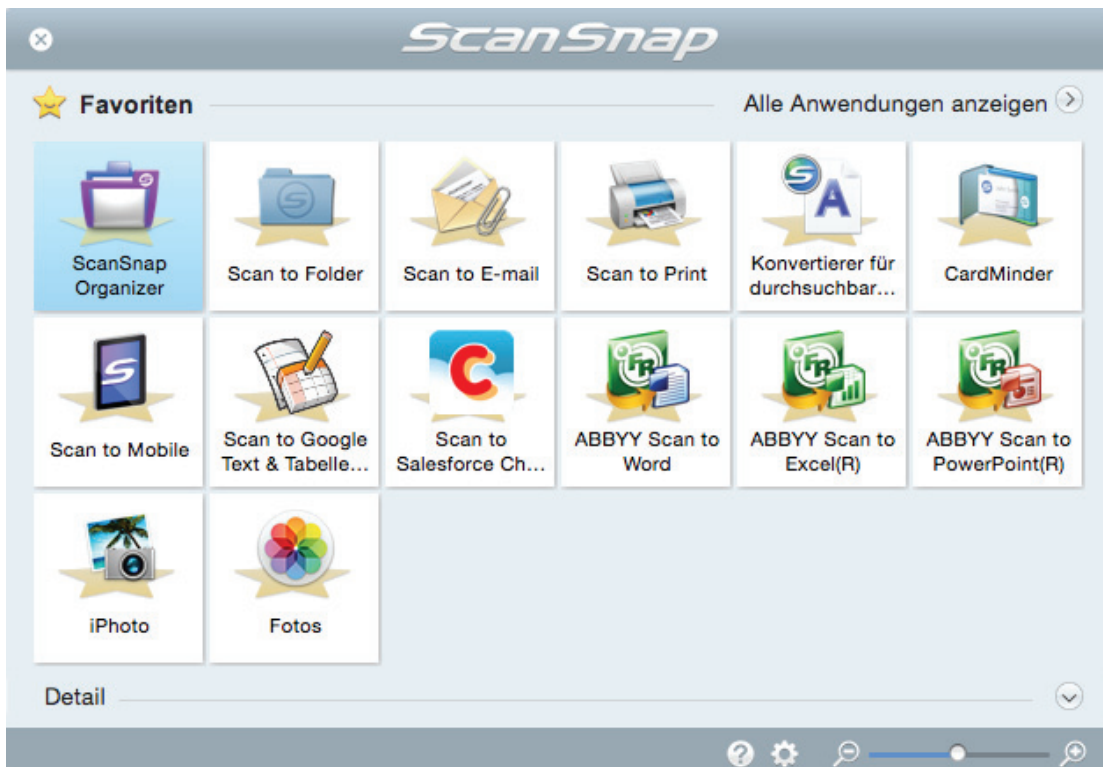 ScanSnap
Favoriten
Alle Anwendungen anzeigen
ScanSnap
Organizer
Scan to Folder
Scan to E-mail
Scan to Print
Konvertierer für
durchsuchbar...
CardMinder
Scan to Mobile
Scan to Google
Text & Tabelle...
Scan to
Salesforce Ch...
ABBYY Scan to
Word
ABBYY Scan to
Excel(R)
ABBYY Scan to
PowerPoint(R)
iPhoto
Fotos
Detail